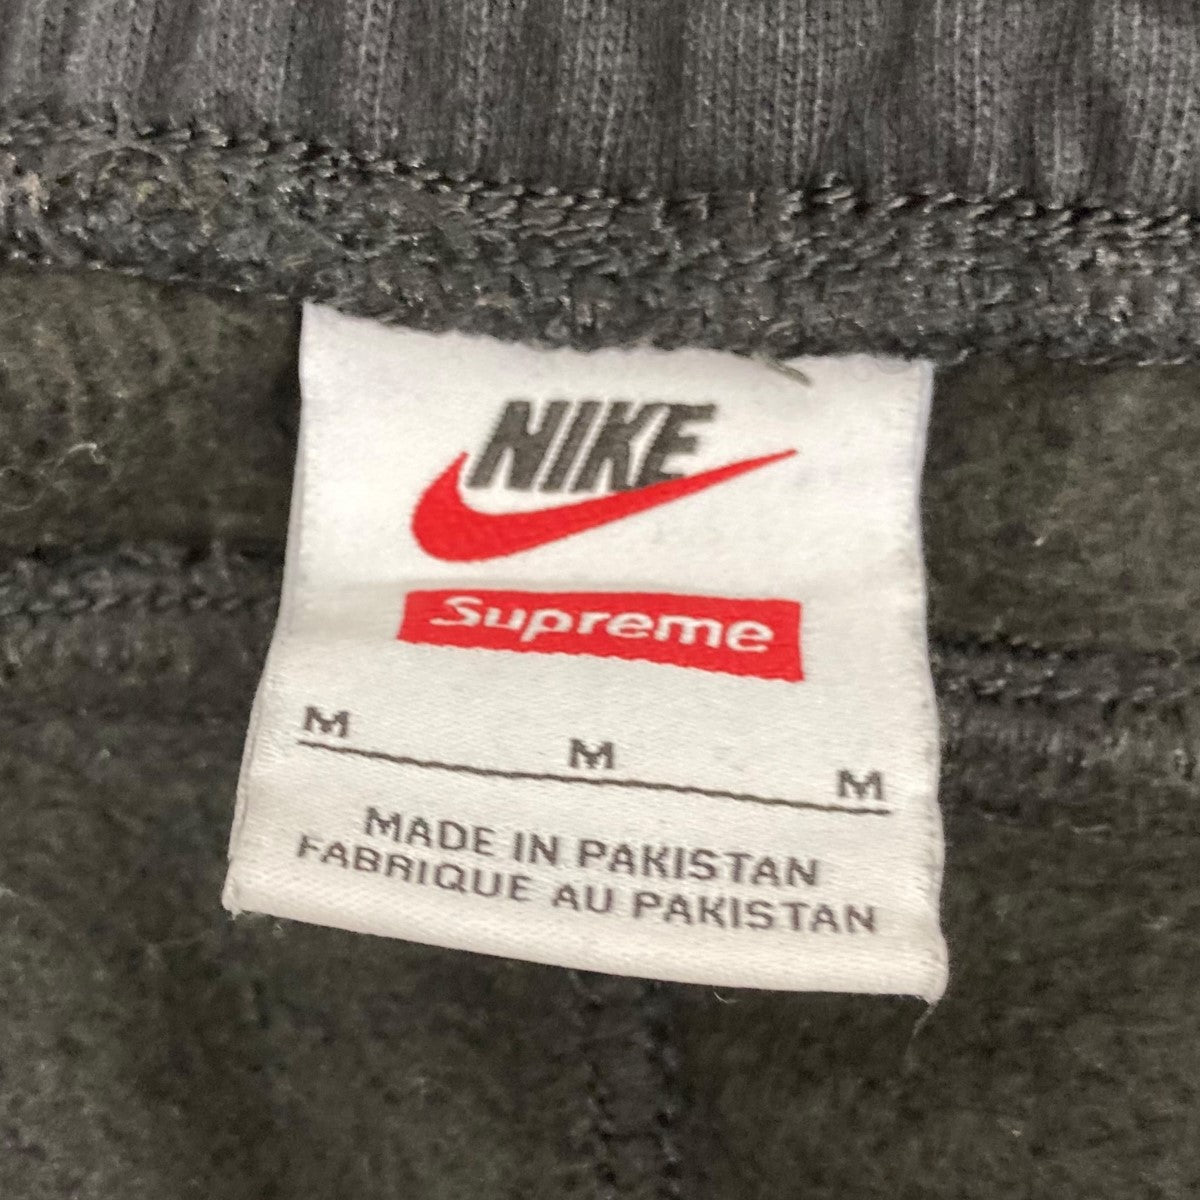 NIKE
Supreme
M M M
MADE IN PAKISTAN
FABRIQUE AU PAKISTAN